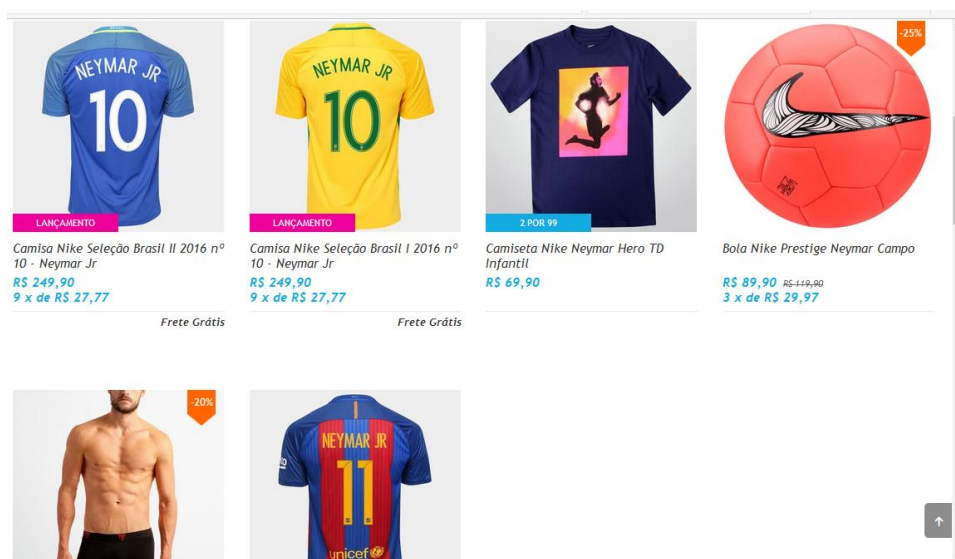 NEYMAR JR
10
LANÇAMENTO
Camisa Nike Seleção Brasil II 2016 nº
10 - Neymar Jr
R$ 249,90
9 x de R$ 27,77
Frete Grátis
NEYMAR JR
10
LANÇAMENTO
Camisa Nike Seleção Brasil I 2016 nº
10 - Neymar Jr
R$ 249,90
9 x de R$ 27,77
Frete Grátis
2 POR 99
Camiseta Nike Neymar Hero TD
Infantil
R$ 69,90
-25%
Bola Nike Prestige Neymar Campo
R$ 89,90 R$ 119,90
3 x de R$ 29,97
-20%
NEYMAR JR
11
unicef